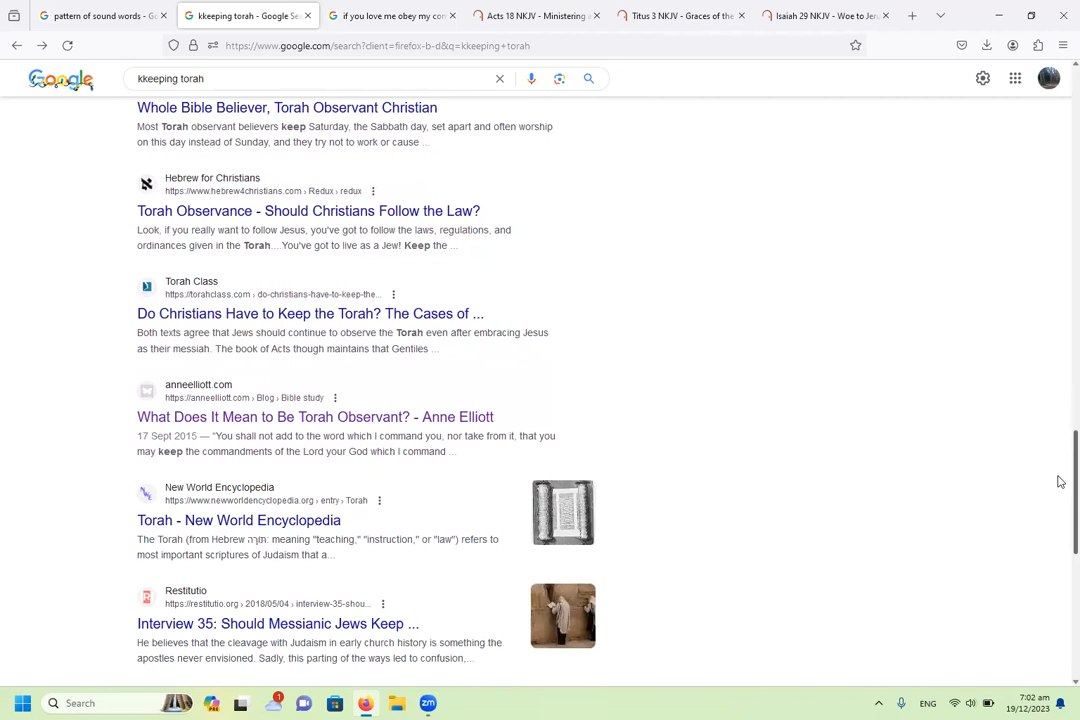 pattern of sound words - Go
kkeeping torah - Google Sea
if you love me obey my con
Acts 18 NKJV - Ministering a
Titus 3 NKJV - Graces of the
Isaiah 29 NKJV - Woe to Jeru
https://www.google.com/search?client=firefox-b-d&q=kkeeping+torah
Google
kkeeping torah
Whole Bible Believer, Torah Observant Christian
Most Torah observant believers keep Saturday, the Sabbath day, set apart and often worship
on this day instead of Sunday, and they try not to work or cause ...
Hebrew for Christians
https://www.hebrew4christians.com › Redux › redux
Torah Observance - Should Christians Follow the Law?
Look, if you really want to follow Jesus, you've got to follow the laws, regulations, and
ordinances given in the Torah....You've got to live as a Jew! Keep the ...
Torah Class
https://torahclass.com › do-christians-have-to-keep-the...
Do Christians Have to Keep the Torah? The Cases of ...
Both texts agree that Jews should continue to observe the Torah even after embracing Jesus
as their messiah. The book of Acts though maintains that Gentiles ...
anneelliott.com
https://anneelliott.com › Blog › Bible study
What Does It Mean to Be Torah Observant? - Anne Elliott
17 Sept 2015 — "You shall not add to the word which I command you, nor take from it, that you
may keep the commandments of the Lord your God which I command ...
New World Encyclopedia
https://www.newworldencyclopedia.org › entry › Torah
Torah - New World Encyclopedia
The Torah (from Hebrew תּוֹרָה: meaning "teaching," "instruction," or "law") refers to
most important scriptures of Judaism that a...
Restitutio
https://restitutio.org › 2018/05/04 › interview-35-shou...
Interview 35: Should Messianic Jews Keep ...
He believes that the cleavage with Judaism in early church history is something the
apostles never envisioned. Sadly, this parting of the ways led to confusion,...
Search
PRE
1
zm
ENG
7:02 am
19/12/2023